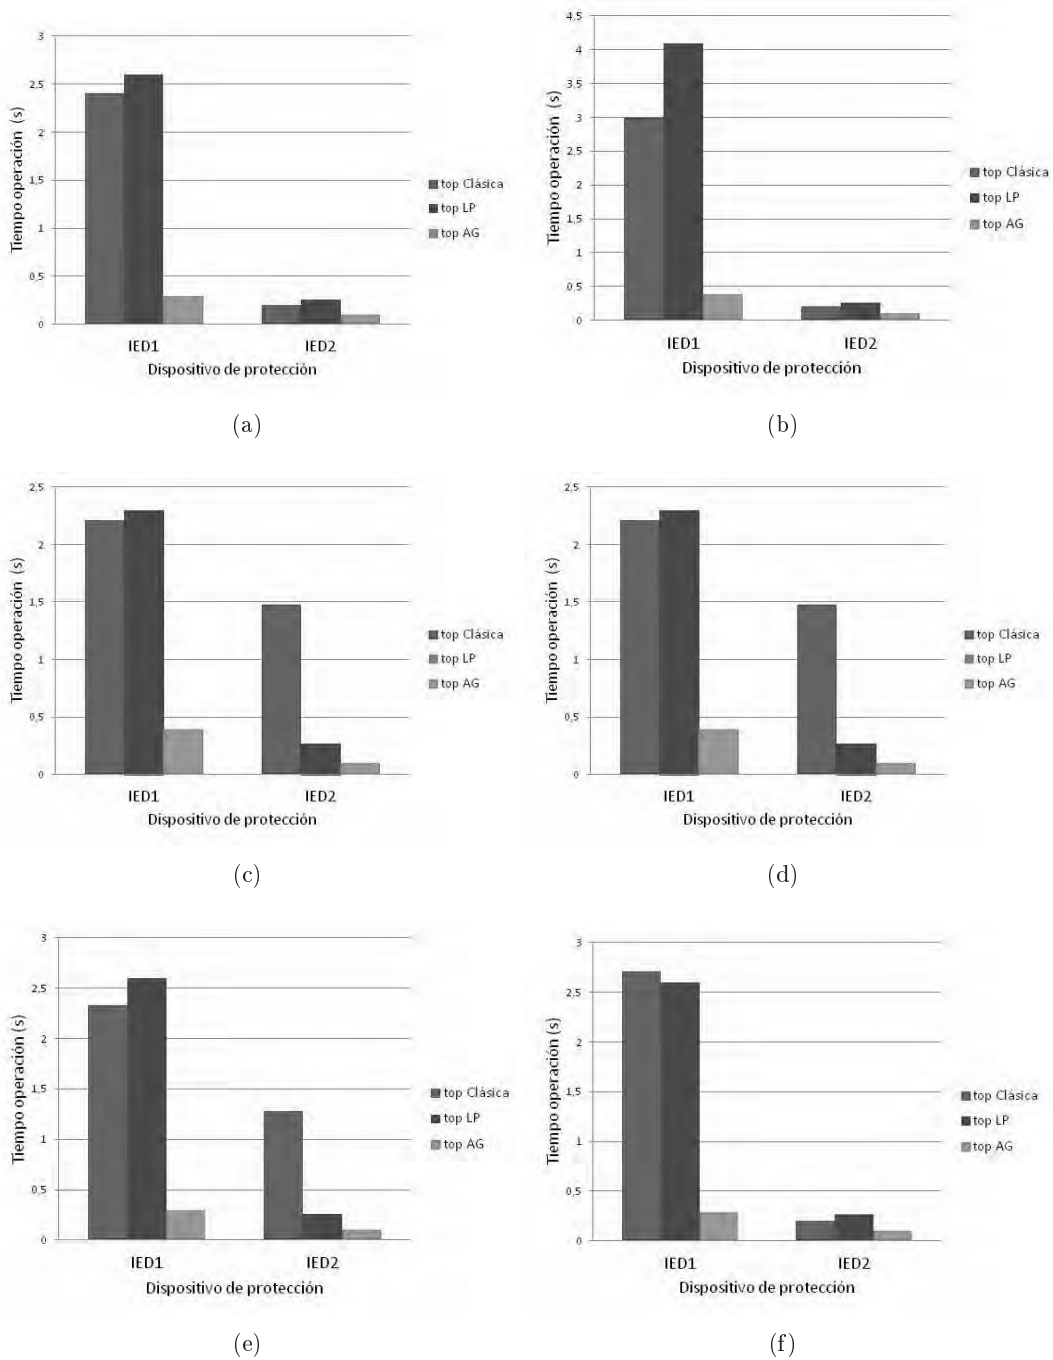 3
2,5
2
1,5
1
0,5
0
Tiempo operación (s)
IED1
IED2
Dispositivo de protección
top Clásica
top LP
top AG
(a)
4.5
4
3.5
3
2.5
2
1.5
1
0.5
0
Tiempo operación (s)
IED1
IED2
Dispositivo de protección
top Clásica
top LP
top AG
(b)
2,5
2
1,5
1
0,5
0
Tiempo operación (s)
IED1
IED2
Dispositivo de protección
top Clásica
top LP
top AG
(c)
2,5
2
1,5
1
0,5
0
Tiempo operación (s)
IED1
IED2
Dispositivo de protección
top Clásica
top LP
top AG
(d)
3
2,5
2
1,5
1
0,5
0
Tiempo operación (s)
IED1
IED2
Dispositivo de protección
top Clásica
top LP
top AG
(e)
3
2,5
2
1,5
1
0,5
0
Tiempo operación (s)
IED1
IED2
Dispositivo de protección
top Clásica
top LP
top AG
(f)